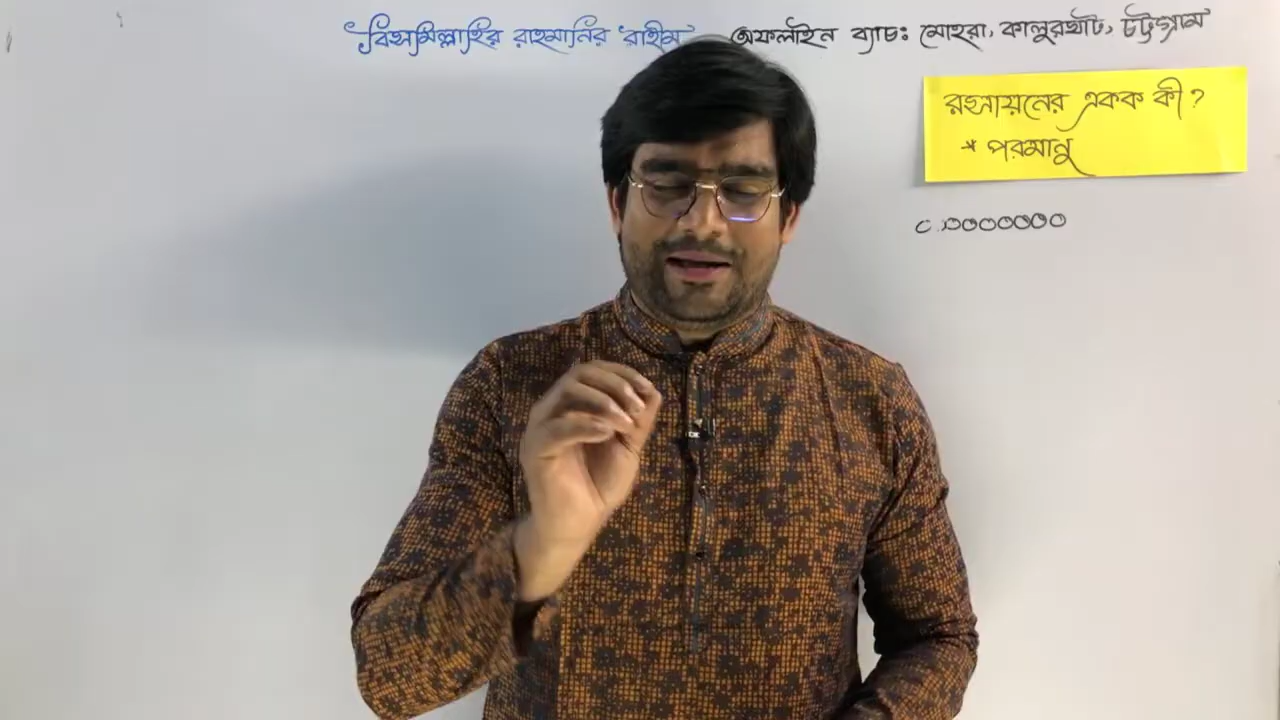 বিসমিল্লাহির রাহমানির রাহীম
অফলাইন ব্যাচঃ মোহরা, কালুরঘাট, চট্টগ্রাম
রসায়নের একক কী?
* পরমানু